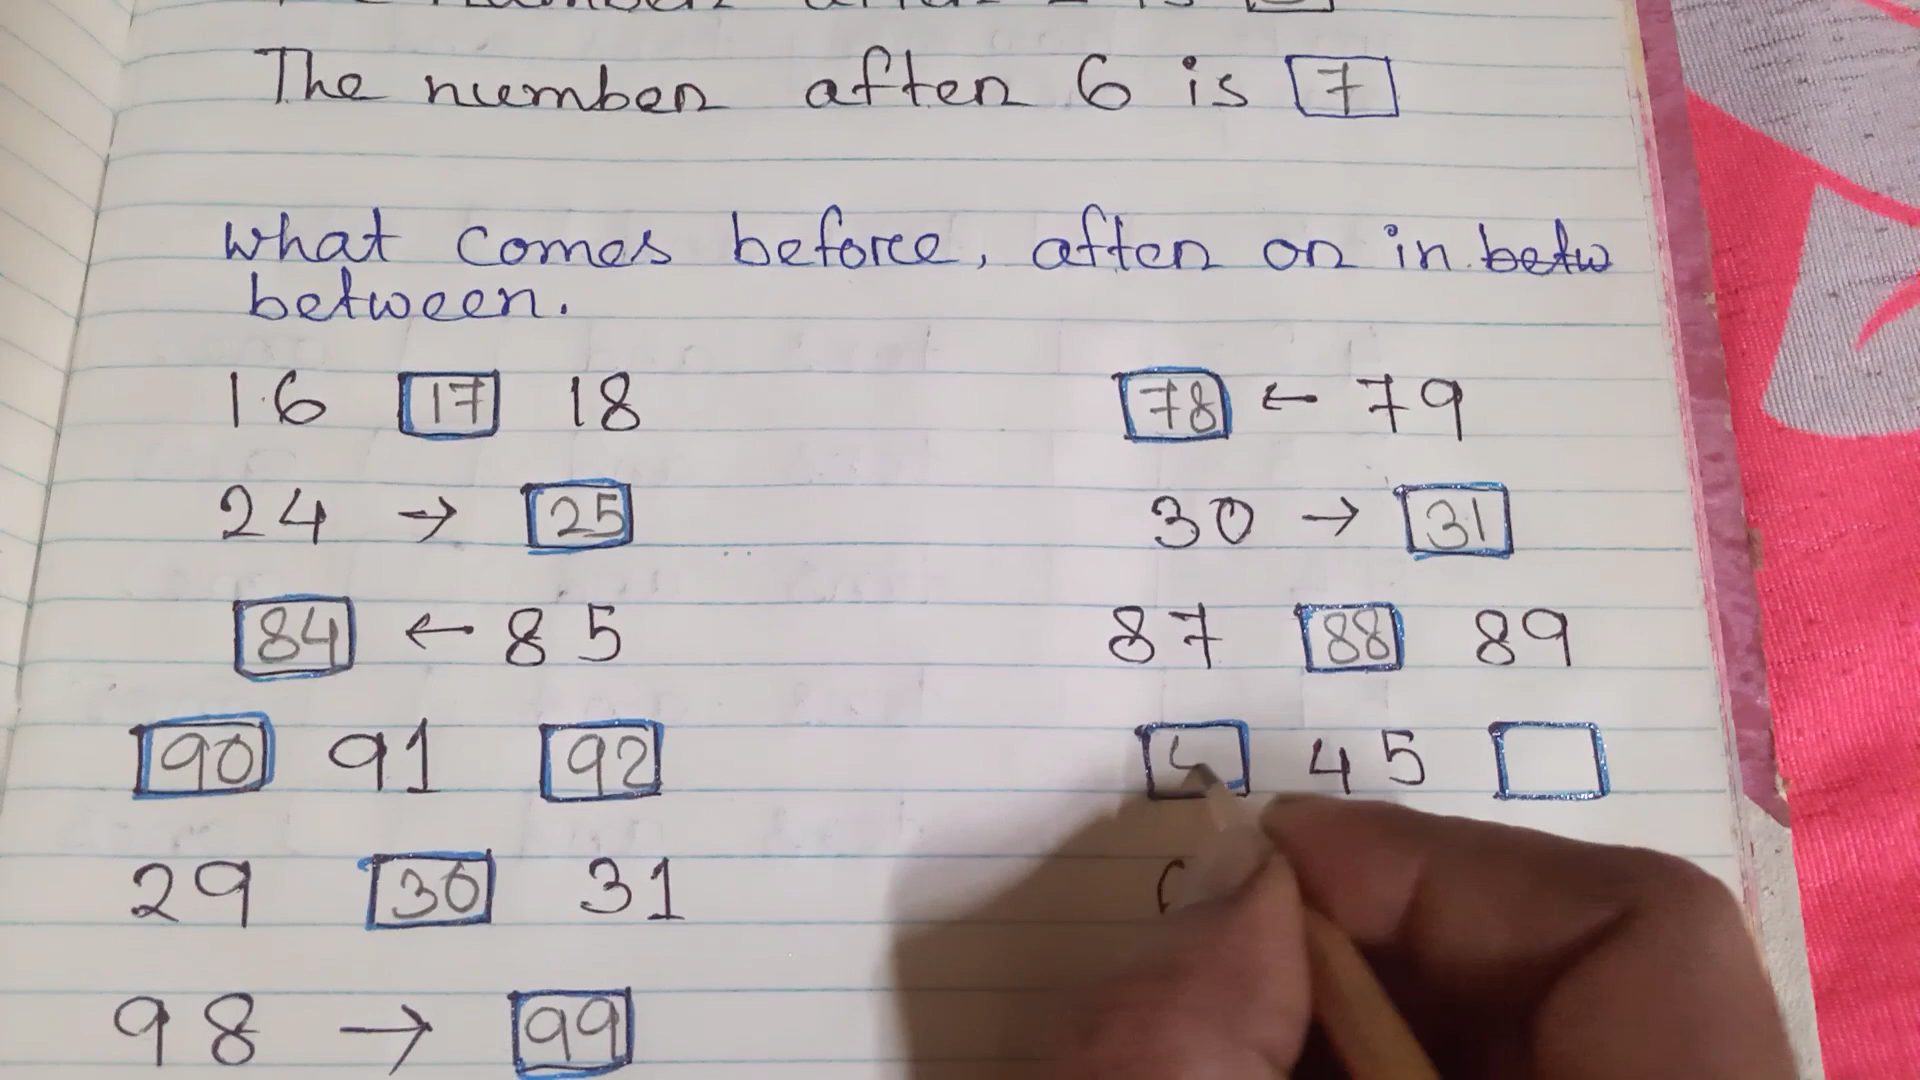 The number after 6 is 7
What comes before, after or in betw
between.
16 17 18
78 ← 79
24 → 25
30 → 31
84 ← 85
87 88 89
90 91 92
45
29 30 31
98 → 99